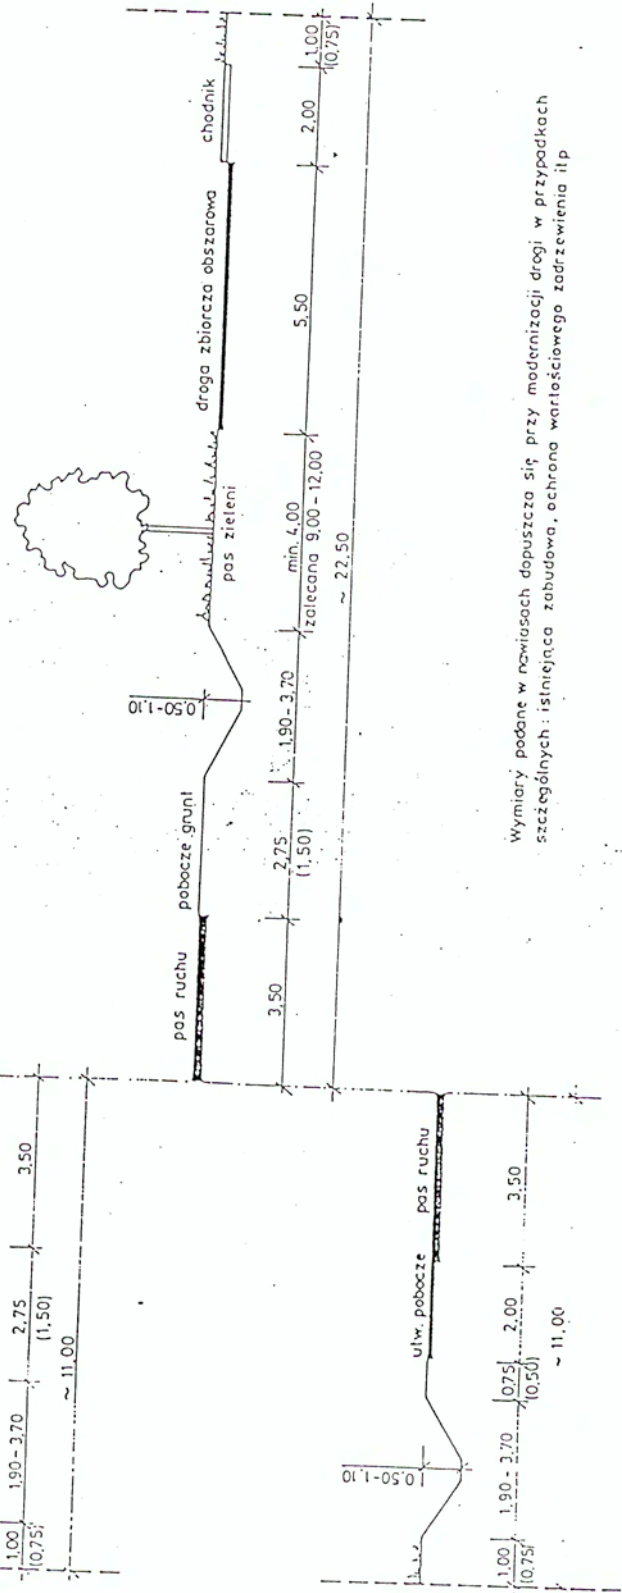 1,00
(0,75)
1,90 - 3,70
2,75
(1,50)
3,50
~ 11,00
pas ruchu
pobocze grunt
0,50-1,10
pas zieleni
droga zbiorcza obszarowa
chodnik
3,50
2,75
(1,50)
1,90 - 3,70
min. 4,00
zalecana 9,00 - 12,00
5,50
2,00
1,00
(0,75)
~ 22,50
0,50-1,10
utw. pobocze
pas ruchu
1,00
(0,75)
1,90 - 3,70
0,75
(0,50)
2,00
3,50
~ 11,00
Wymiary podane w nawiasach dopuszcza się przy modernizacji drogi w przypadkach
szczególnych : istniejąca zabudowa, ochrona wartościowego zadrzewienia itp